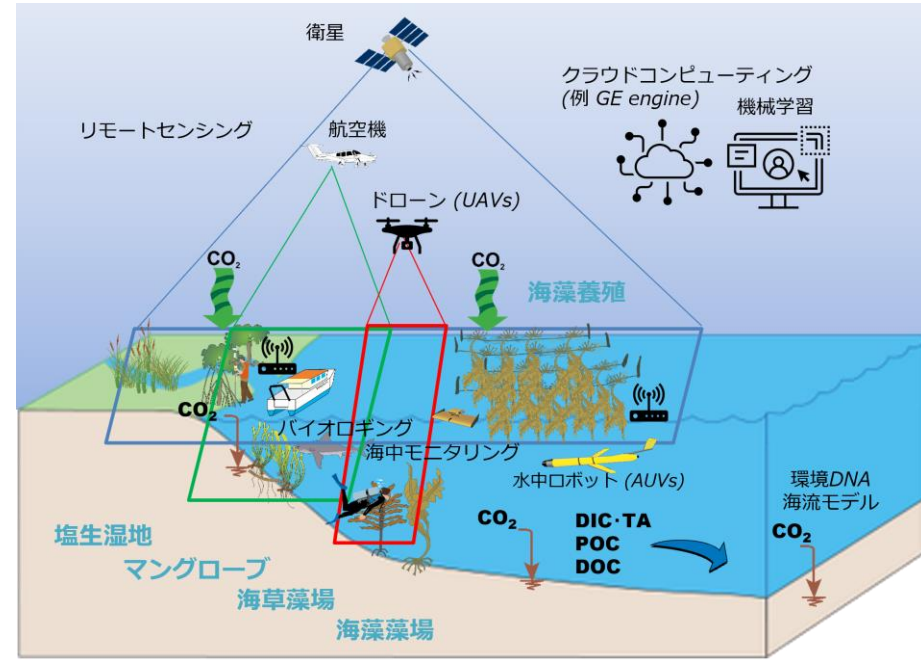 衛星
クラウドコンピューティング
(例 GE engine)
機械学習
リモートセンシング
航空機
ドローン (UAVs)
CO₂
CO₂
海藻養殖
CO₂
バイオロギング
海中モニタリング
水中ロボット (AUVs)
環境DNA
海流モデル
CO₂
DIC･TA
POC
DOC
CO₂
塩生湿地
マングローブ
海草藻場
海藻藻場